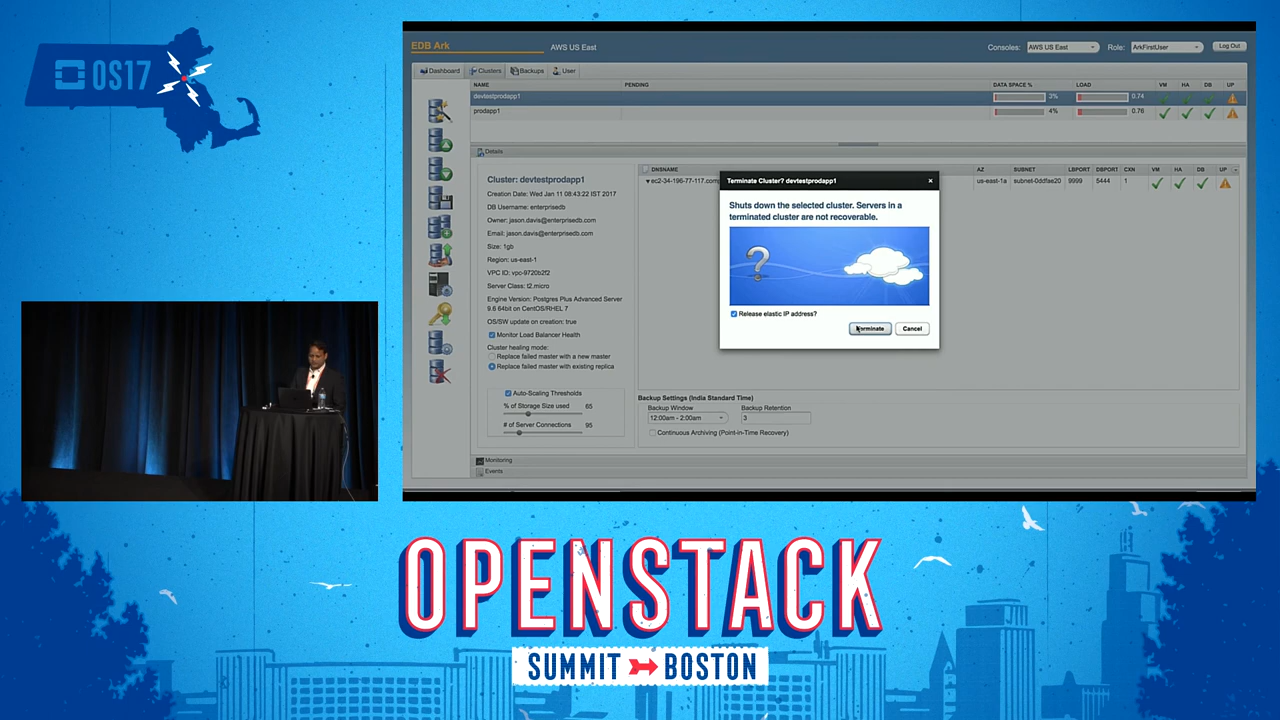 OS17
EDB Ark
AWS US East
Consoles:
AWS US East
Role:
ArkFirstUser
Log Out
Dashboard
Clusters
Backups
User
NAME
PENDING
DATA SPACE %
LOAD
VM
HA
DB
UP
devtestprodapp1
3%
0.74
prodapp1
4%
0.76
Details
Cluster: devtestprodapp1
Creation Date: Wed Jan 11 08:43:22 IST 2017
DB Username: enterprisedb
Owner: jason.davis@enterprisedb.com
Email: jason.davis@enterprisedb.com
Size: 1gb
Region: us-east-1
VPC ID: vpc-9720b2f2
Server Class: t2.micro
Engine Version: Postgres Plus Advanced Server
9.6 64bit on CentOS/RHEL 7
OS/SW update on creation: true
Monitor Load Balancer Health
Cluster healing mode:
Replace failed master with a new master
Replace failed master with existing replica
Auto-Scaling Thresholds
% of Storage Size used
65
# of Server Connections
95
DNSNAME
AZ
SUBNET
LBPORT
DBPORT
CXN
VM
HA
DB
UP
ec2-34-196-77-117.com
us-east-1a
subnet-0ddfae20
9999
5444
1
Terminate Cluster? devtestprodapp1
Shuts down the selected cluster. Servers in a
terminated cluster are not recoverable.
Release elastic IP address?
Terminate
Cancel
Backup Settings (India Standard Time)
Backup Window
Backup Retention
12:00am - 2:00am
3
Continuous Archiving (Point-in-Time Recovery)
Monitoring
Events
OPENSTACK
SUMMIT BOSTON